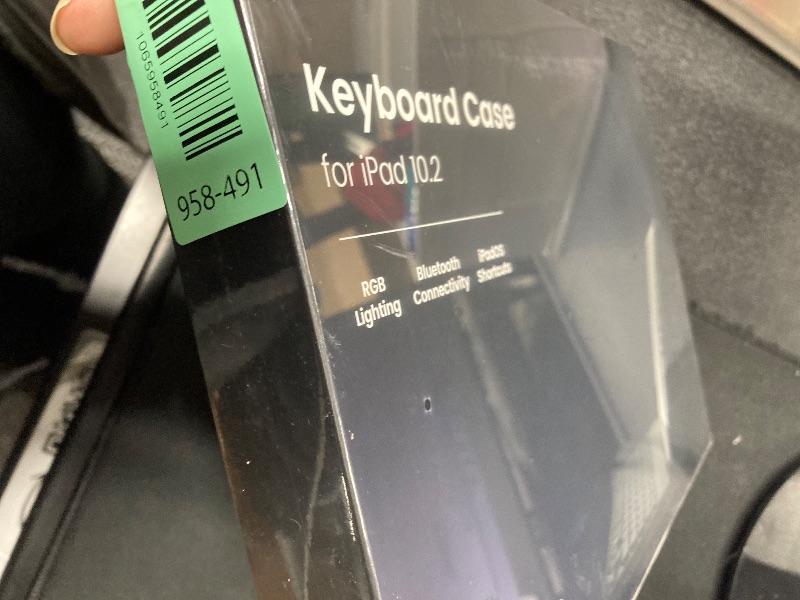 1065958491
958-491
Keyboard Case
for iPad 10.2
RGB
Lighting
Bluetooth
Connectivity
iPadOS
Shortcuts